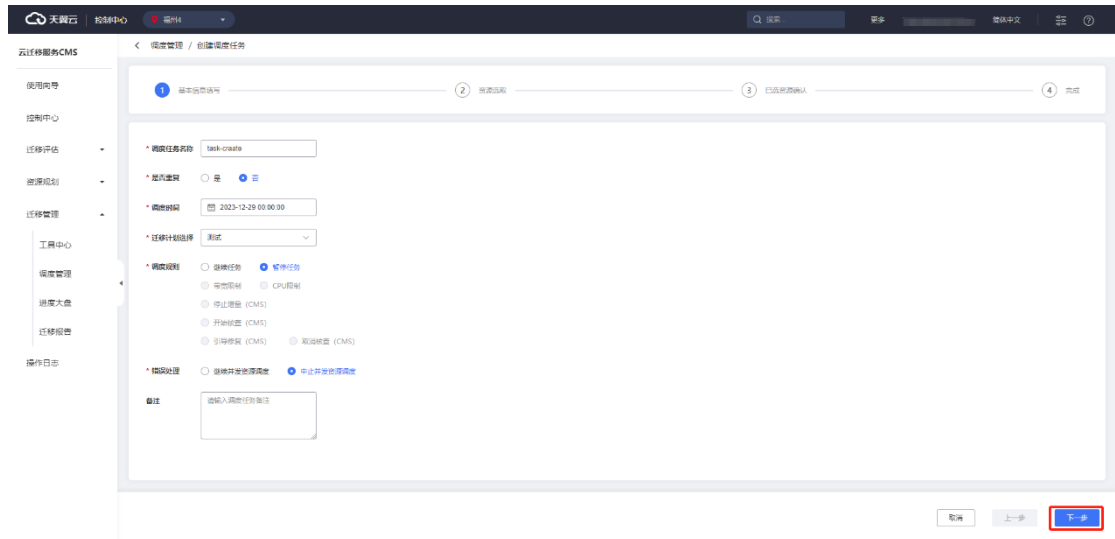 天翼云 控制中心 福州4 搜索... 更多 简体中文
云迁移服务CMS
调度管理 / 创建调度任务
使用向导
控制中心
迁移评估
资源规划
迁移管理
工具中心
调度管理
进度大盘
迁移报告
操作日志
1 基本信息填写 2 资源选取 3 已选资源确认 4 完成
* 调度任务名称 task-create
* 是否重复 是 否
* 调度时间 2023-12-29 00:00:00
* 迁移计划选择 测试
* 调度规则 继续任务 暂停任务
带宽限制 CPU限制
停止增量 (CMS)
开始核查 (CMS)
引导修复 (CMS) 取消核查 (CMS)
* 错误处理 继续并发资源调度 中止并发资源调度
备注 请输入调度任务备注
取消 上一步 下一步